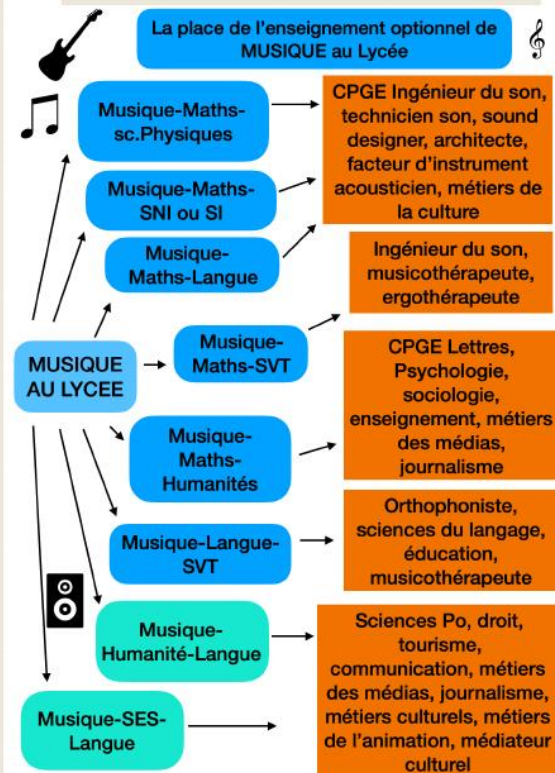 La place de l'enseignement optionnel de
MUSIQUE au Lycée
Musique-Maths-
sc.Physiques
CPGE Ingénieur du son,
technicien son, sound
designer, architecte,
facteur d'instrument
acousticien, métiers de
la culture
Musique-Maths-
SNI ou SI
Musique-
Maths-Langue
Ingénieur du son,
musicothérapeute,
ergothérapeute
MUSIQUE
AU LYCEE
Musique-
Maths-SVT
CPGE Lettres,
Psychologie,
sociologie,
enseignement, métiers
des médias,
journalisme
Musique-
Maths-
Humanités
Musique-Langue-
SVT
Orthophoniste,
sciences du langage,
éducation,
musicothérapeute
Musique-
Humanité-Langue
Sciences Po, droit,
tourisme,
communication, métiers
des médias, journalisme,
métiers culturels, métiers
de l'animation, médiateur
culturel
Musique-SES-
Langue